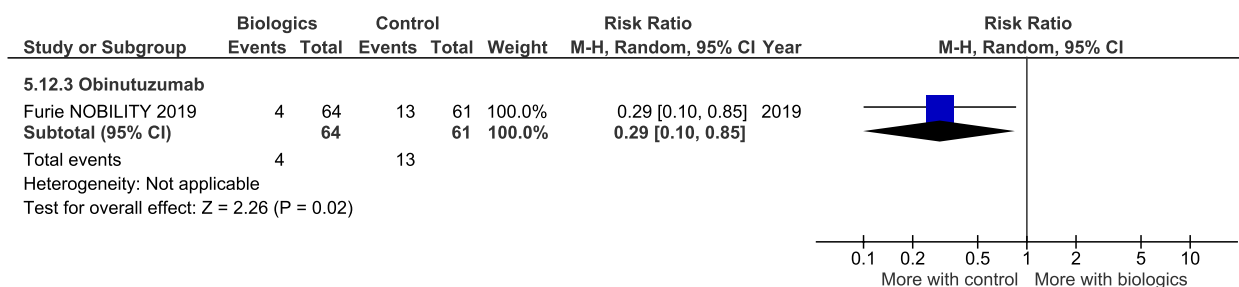 Biologics Control Risk Ratio Risk Ratio
Study or Subgroup Events Total Events Total Weight M-H, Random, 95% CI Year M-H, Random, 95% CI
5.12.3 Obinutuzumab
Furie NOBILITY 2019 4 64 13 61 100.0% 0.29 [0.10, 0.85] 2019
Subtotal (95% CI) 64 61 100.0% 0.29 [0.10, 0.85]
Total events 4 13
Heterogeneity: Not applicable
Test for overall effect: Z = 2.26 (P = 0.02)
0.1 0.2 0.5 1 2 5 10
More with control More with biologics